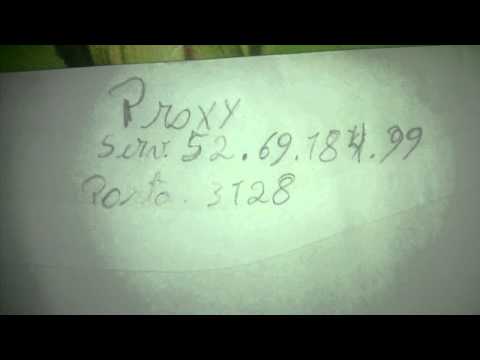 Proxy
Serv. 52.69.184.99
Porta. 3128